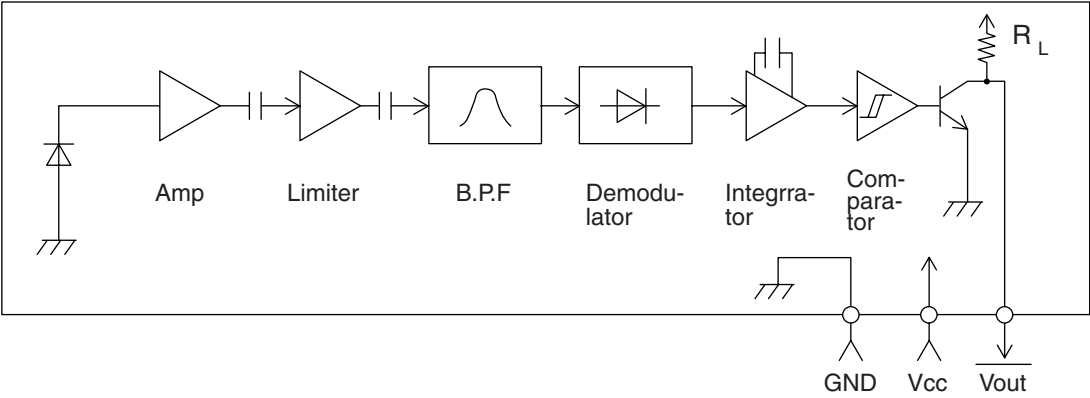 R L
Amp
Limiter
B.P.F
Demodu-
lator
Integrra-
tor
Com-
para-
tor
GND
Vcc
Vout